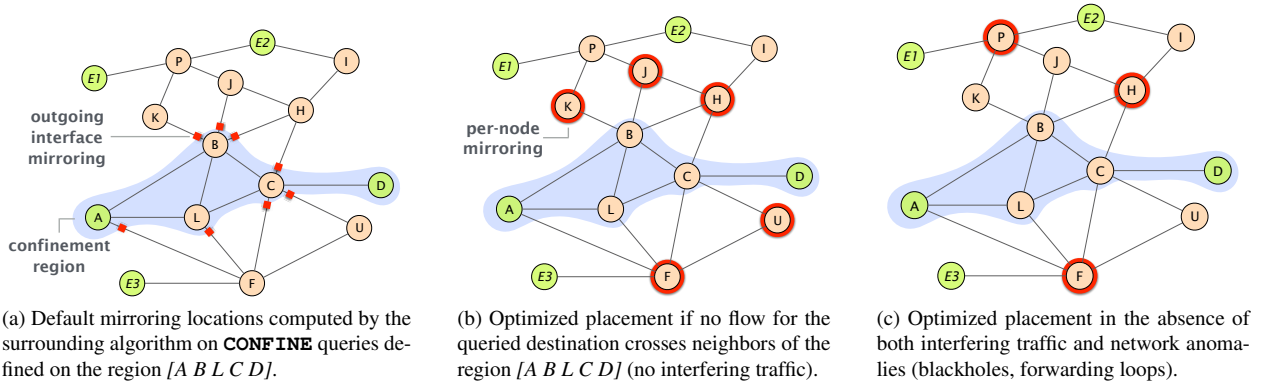 E2
P
I
E1
J
K
H
outgoing
interface
mirroring
B
C
D
A
L
U
confinement
region
E3
F
(a) Default mirroring locations computed by the
surrounding algorithm on CONFINE queries de-
fined on the region [A B L C D].
E2
P
I
E1
J
K
H
per-node
mirroring
B
C
D
A
L
U
E3
F
(b) Optimized placement if no flow for the
queried destination crosses neighbors of the
region [A B L C D] (no interfering traffic).
E2
P
I
E1
J
K
H
B
C
D
A
L
U
E3
F
(c) Optimized placement in the absence of
both interfering traffic and network anoma-
lies (blackholes, forwarding loops).